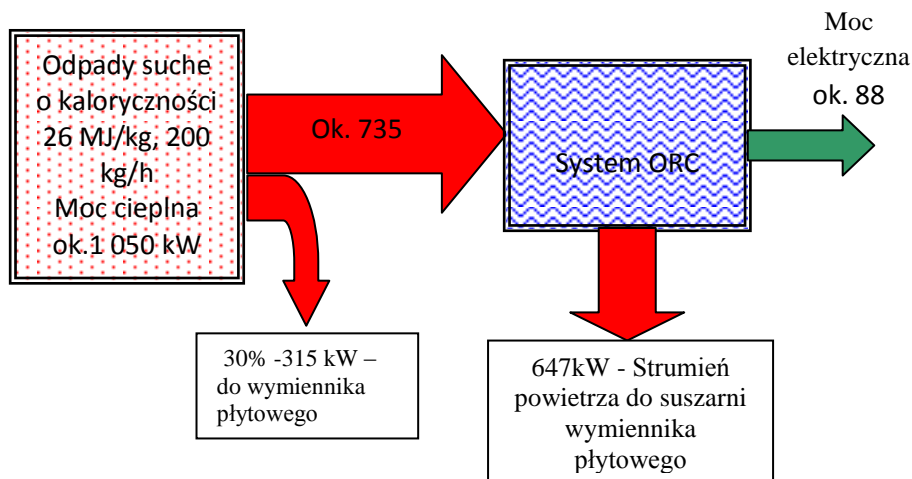 Odpady suche
o kaloryczności
26 MJ/kg, 200
kg/h
Moc cieplna
ok.1 050 kW
Ok. 735
System ORC
Moc
elektryczna
ok. 88
30% -315 kW –
do wymiennika
płytowego
647kW - Strumień
powietrza do suszarni
wymiennika
płytowego